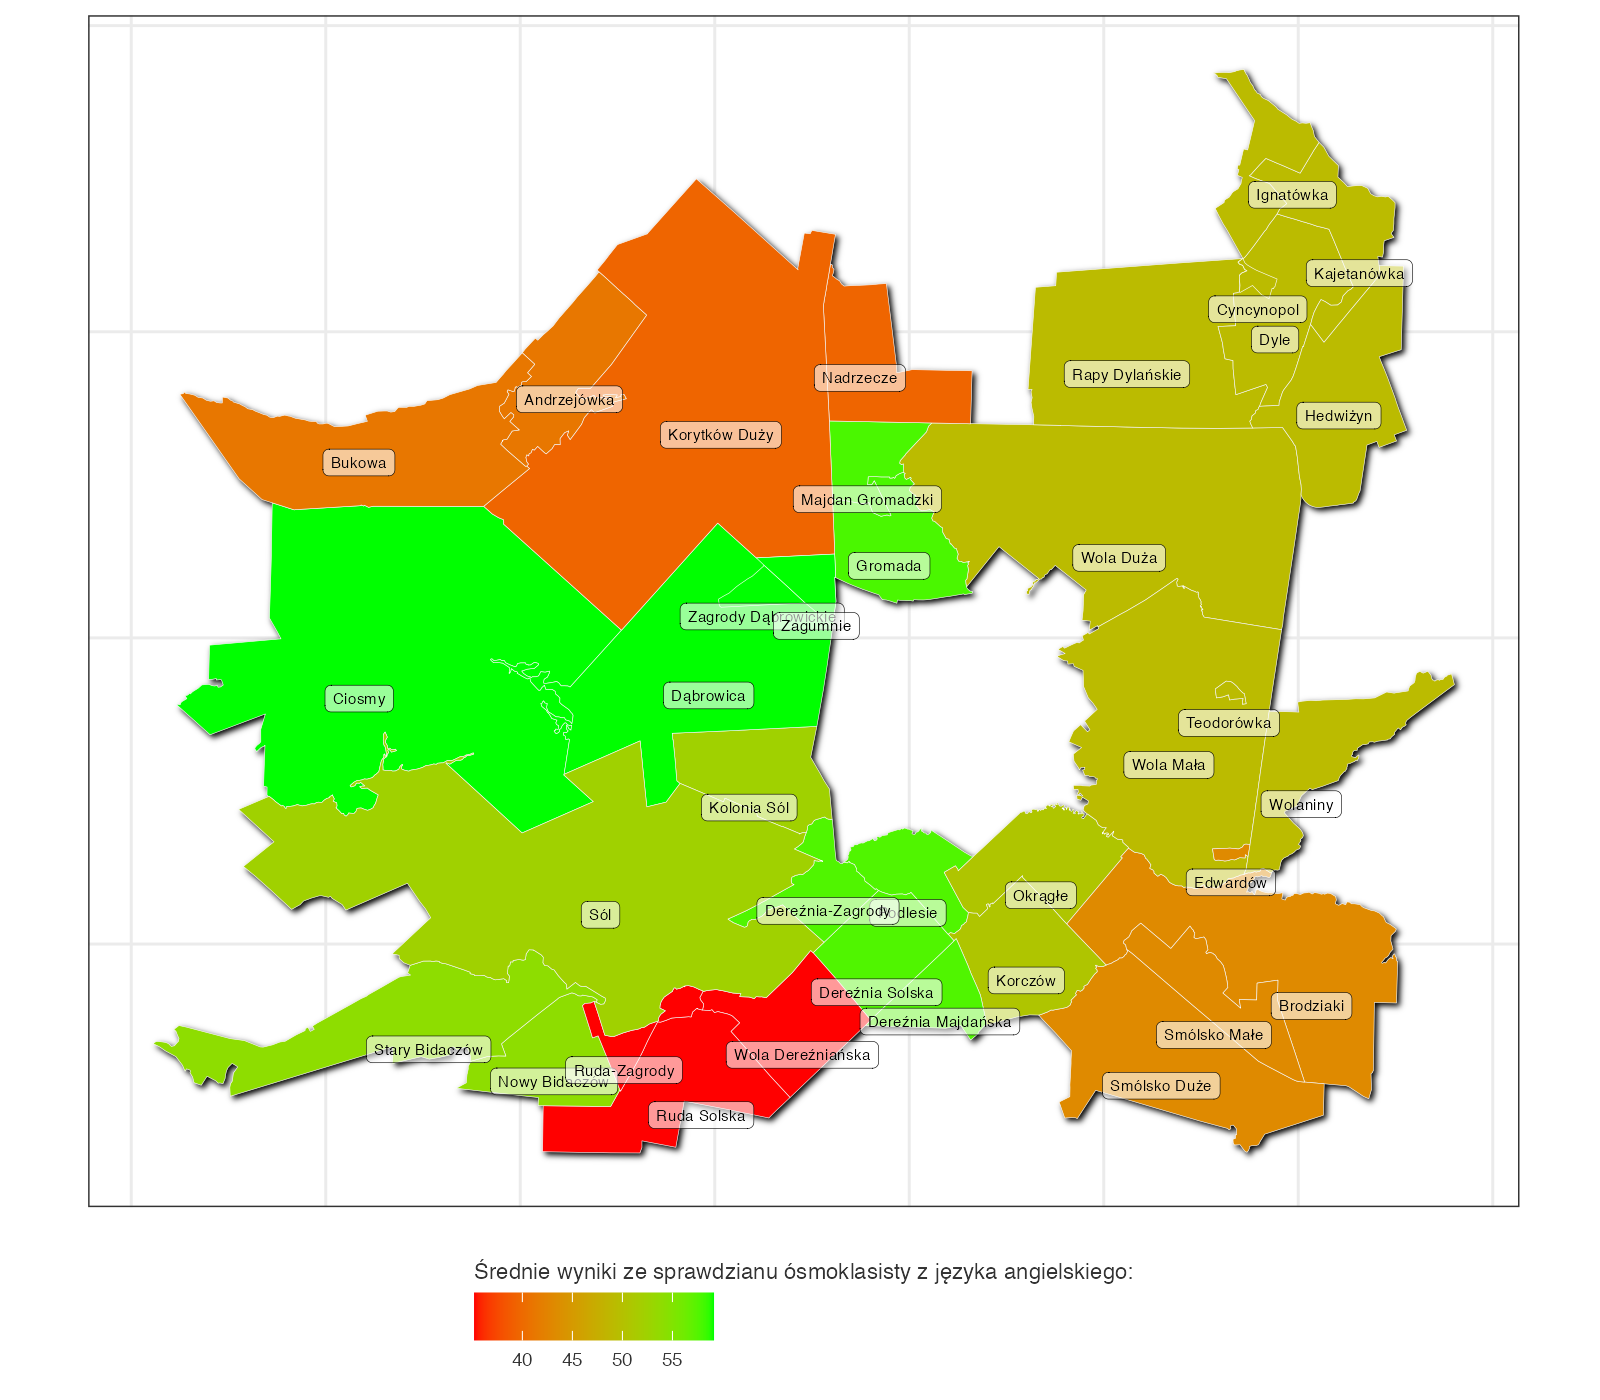 Ignatówka
Kajetanówka
Cyncynopol
Dyle
Rapy Dylańskie
Nadrzecze
Andrzejówka
Hedwiżyn
Korytków Duży
Bukowa
Majdan Gromadzki
Wola Duża
Gromada
Zagrody Dąbrowickie
Zagumnie
Dąbrowica
Ciosmy
Teodorówka
Wola Mała
Wolaniny
Kolonia Sól
Edwardów
Okrągłe
Dereźnia-Zagrody
Podlesie
Sól
Korczów
Dereźnia Solska
Brodziaki
Dereźnia Majdańska
Smólsko Małe
Stary Bidaczów
Wola Dereźniańska
Ruda-Zagrody
Nowy Bidaczów
Smólsko Duże
Ruda Solska
Średnie wyniki ze sprawdzianu ósmoklasisty z języka angielskiego:
40 45 50 55